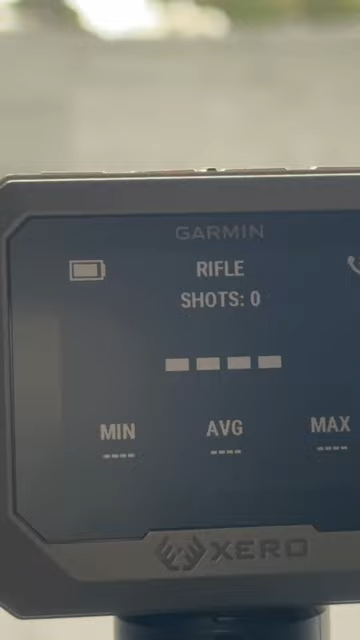 GARMIN
RIFLE
SHOTS: 0
----
MIN AVG MAX
---- ---- ----
XERO